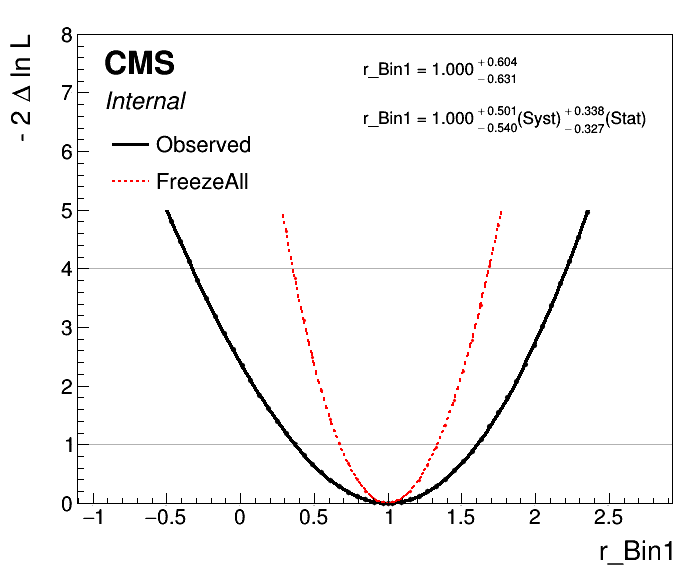 - 2 Δ ln L
CMS
Internal
Observed
FreezeAll
r_Bin1 = 1.000 +0.604 −0.631
r_Bin1 = 1.000 +0.501 −0.540 (Syst) +0.338 −0.327 (Stat)
8
7
6
5
4
3
2
1
0
−1 −0.5 0 0.5 1 1.5 2 2.5
r_Bin1